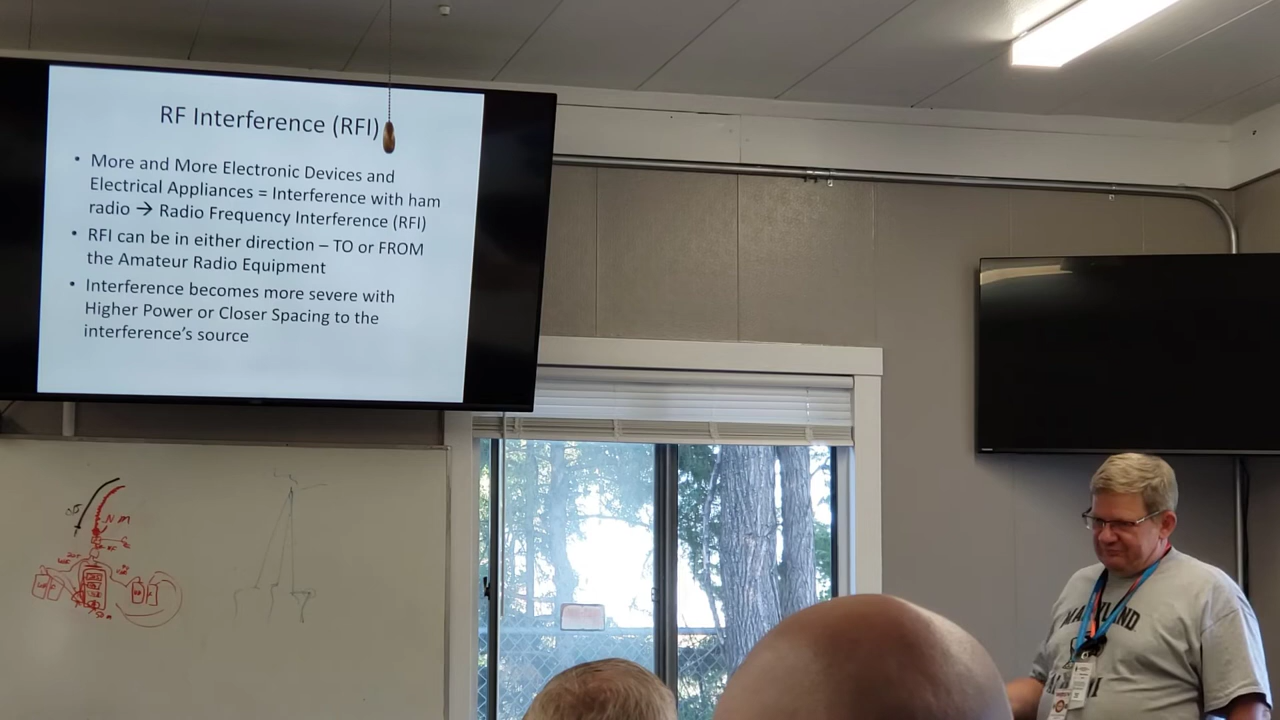 RF Interference (RFI)
• More and More Electronic Devices and
Electrical Appliances = Interference with ham
radio → Radio Frequency Interference (RFI)
• RFI can be in either direction – TO or FROM
the Amateur Radio Equipment
• Interference becomes more severe with
Higher Power or Closer Spacing to the
interference's source